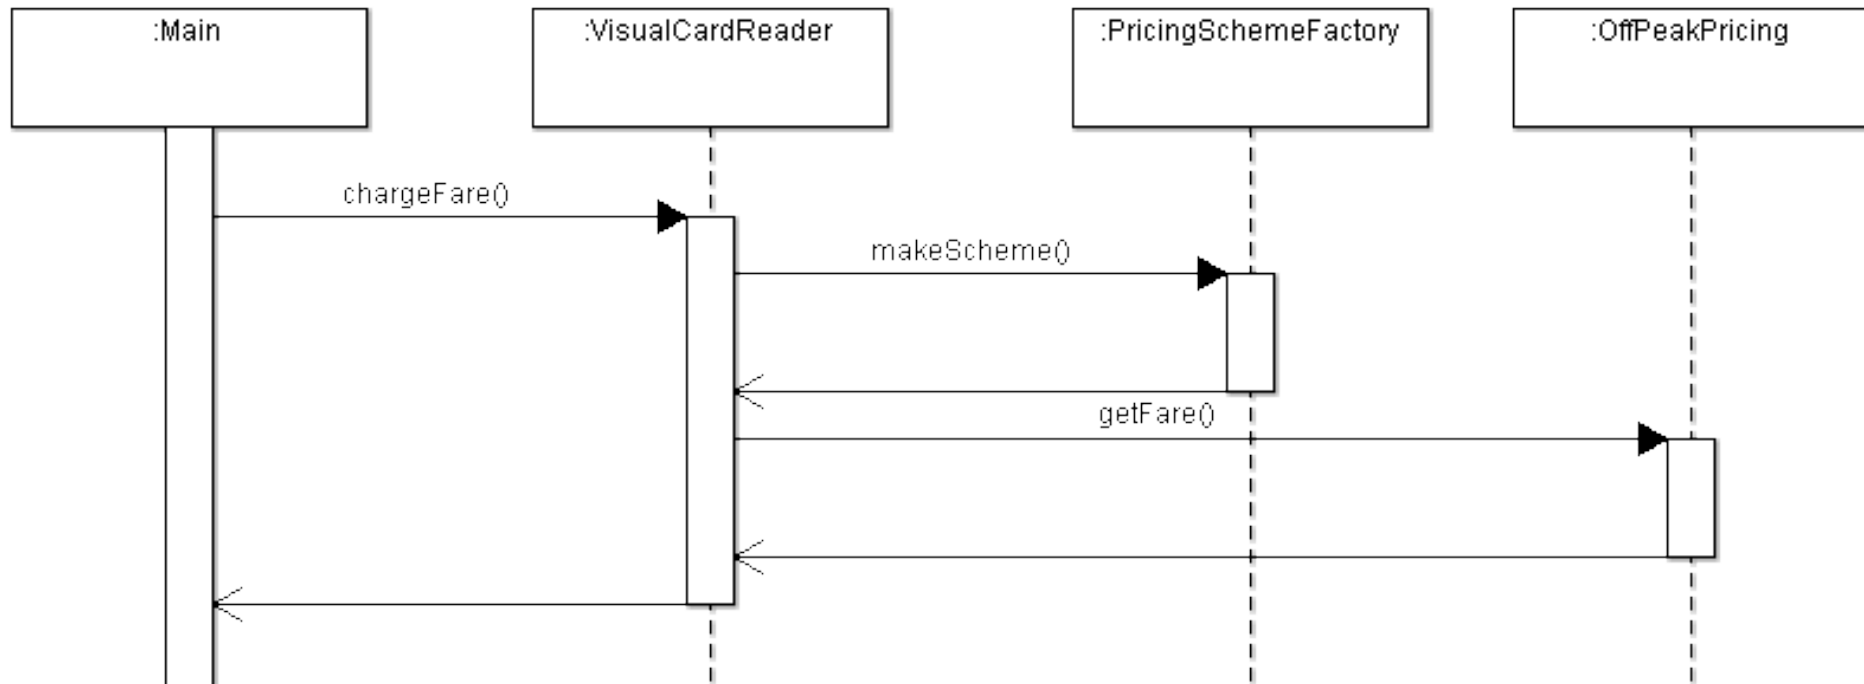 :Main
:VisualCardReader
:PricingSchemeFactory
:OffPeakPricing
chargeFare()
makeScheme()
getFare()